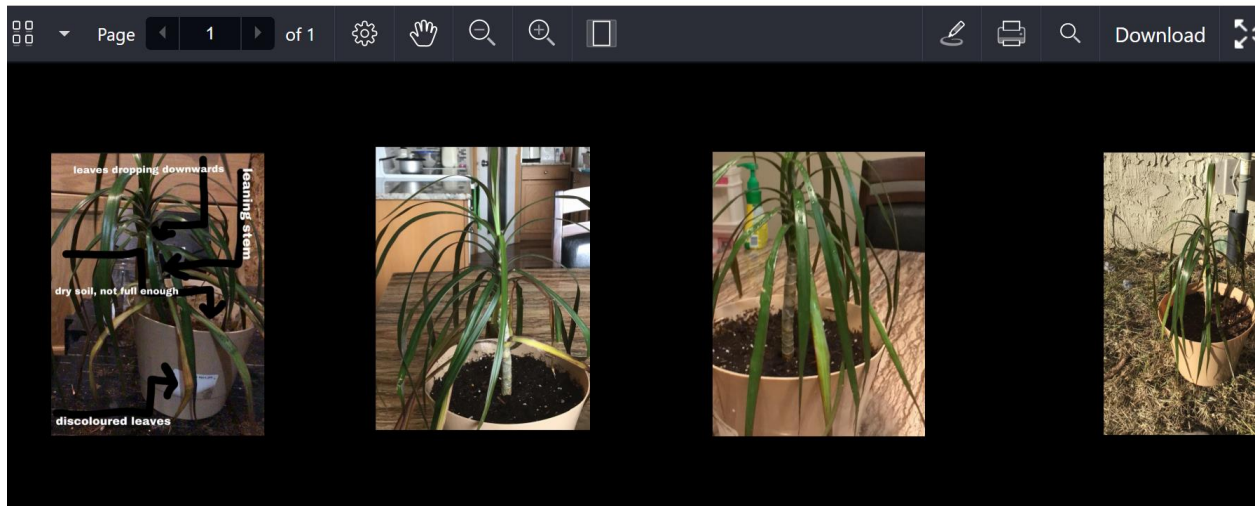 Page 1 of 1 Download
leaves dropping downwards
leaning stem
dry soil, not full enough
discoloured leaves